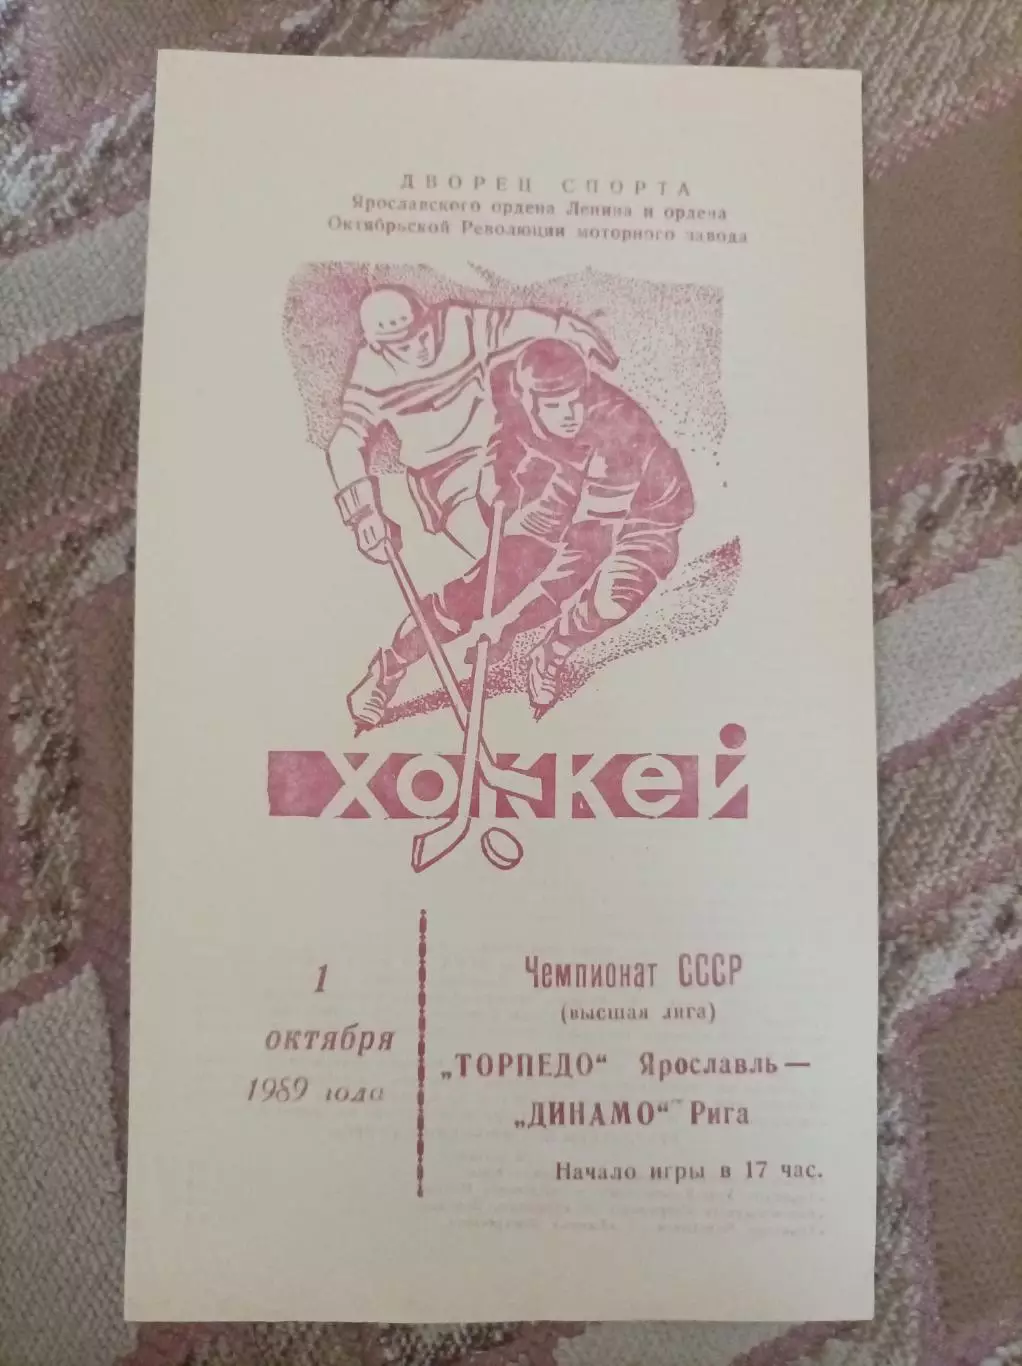 ДВОРЕЦ СПОРТА
Ярославского ордена Ленина и ордена
Октябрьской Революции моторного завода
хоккей
1
октября
1989 года
Чемпионат СССР
(высшая лига)
„ТОРПЕДО“ Ярославль—
„ДИНАМО“ Рига
Начало игры в 17 час.